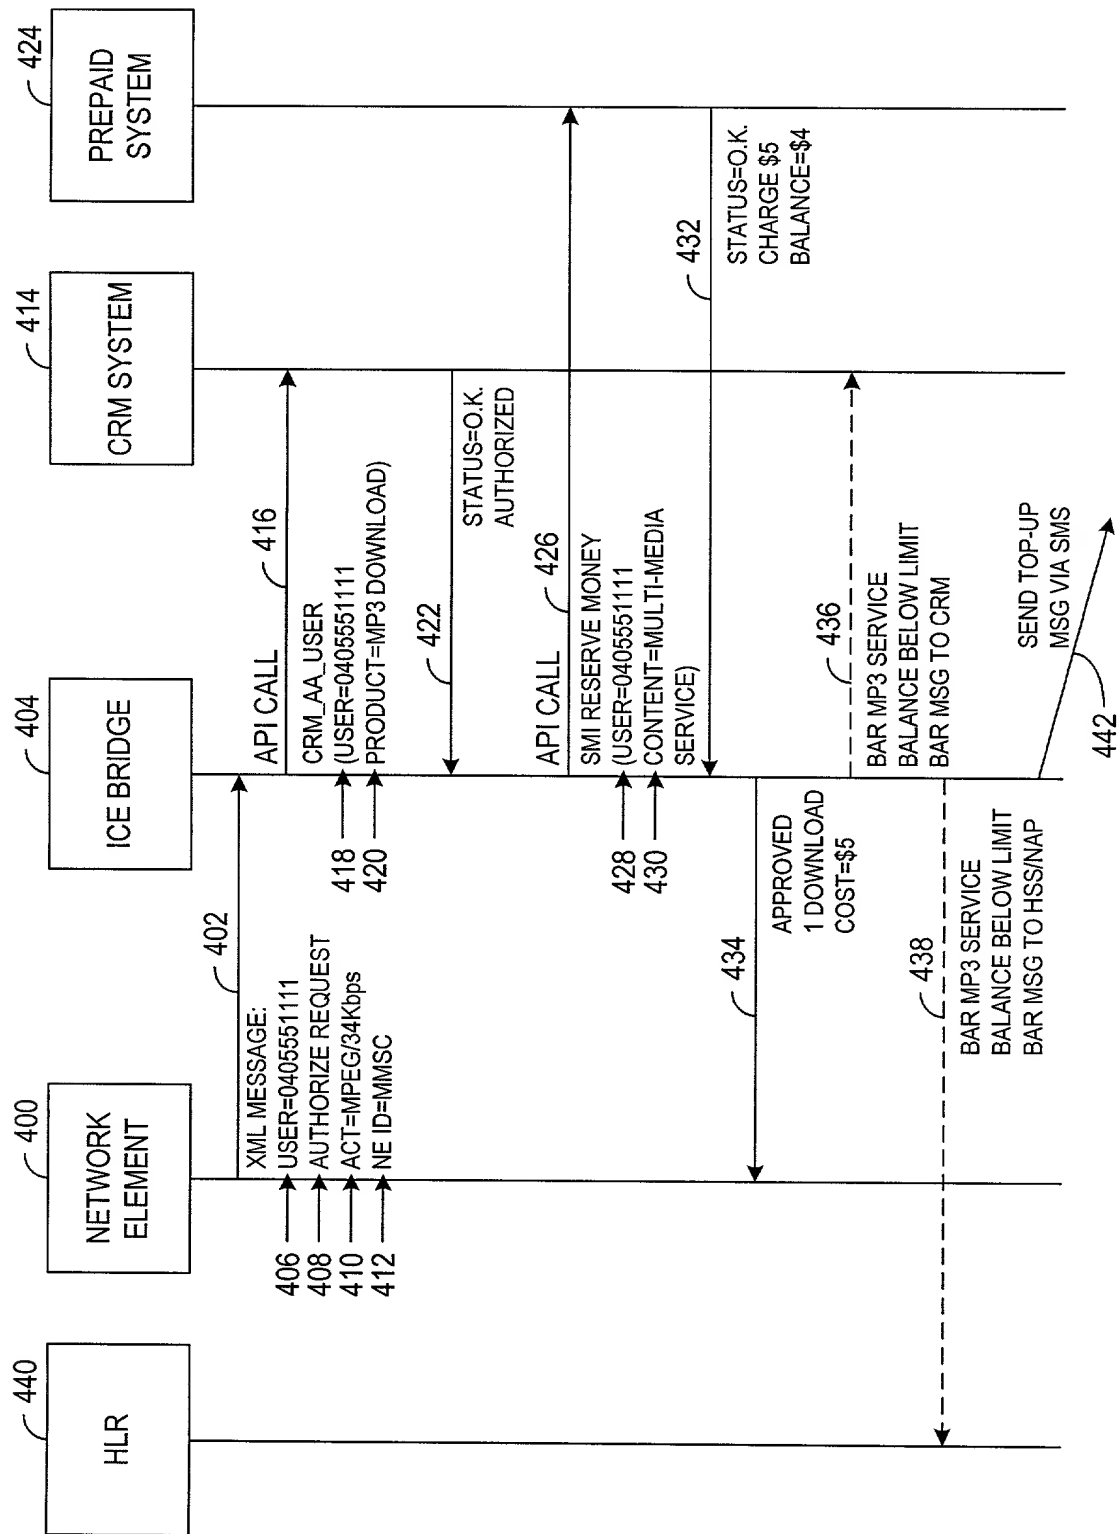 440
HLR
400
NETWORK
ELEMENT
404
ICE BRIDGE
414
CRM SYSTEM
424
PREPAID
SYSTEM
402
XML MESSAGE:
406
USER=0405551111
408
AUTHORIZE REQUEST
410
ACT=MPEG/34Kbps
412
NE ID=MMSC
API CALL
416
CRM_AA_USER
418
(USER=0405551111
420
PRODUCT=MP3 DOWNLOAD)
422
STATUS=O.K.
AUTHORIZED
API CALL
426
SMI RESERVE MONEY
428
(USER=0405551111
430
CONTENT=MULTI-MEDIA
SERVICE)
432
STATUS=O.K.
CHARGE $5
BALANCE=$4
434
APPROVED
1 DOWNLOAD
COST=$5
436
BAR MP3 SERVICE
BALANCE BELOW LIMIT
BAR MSG TO CRM
438
BAR MP3 SERVICE
BALANCE BELOW LIMIT
BAR MSG TO HSS/NAP
SEND TOP-UP
MSG VIA SMS
442